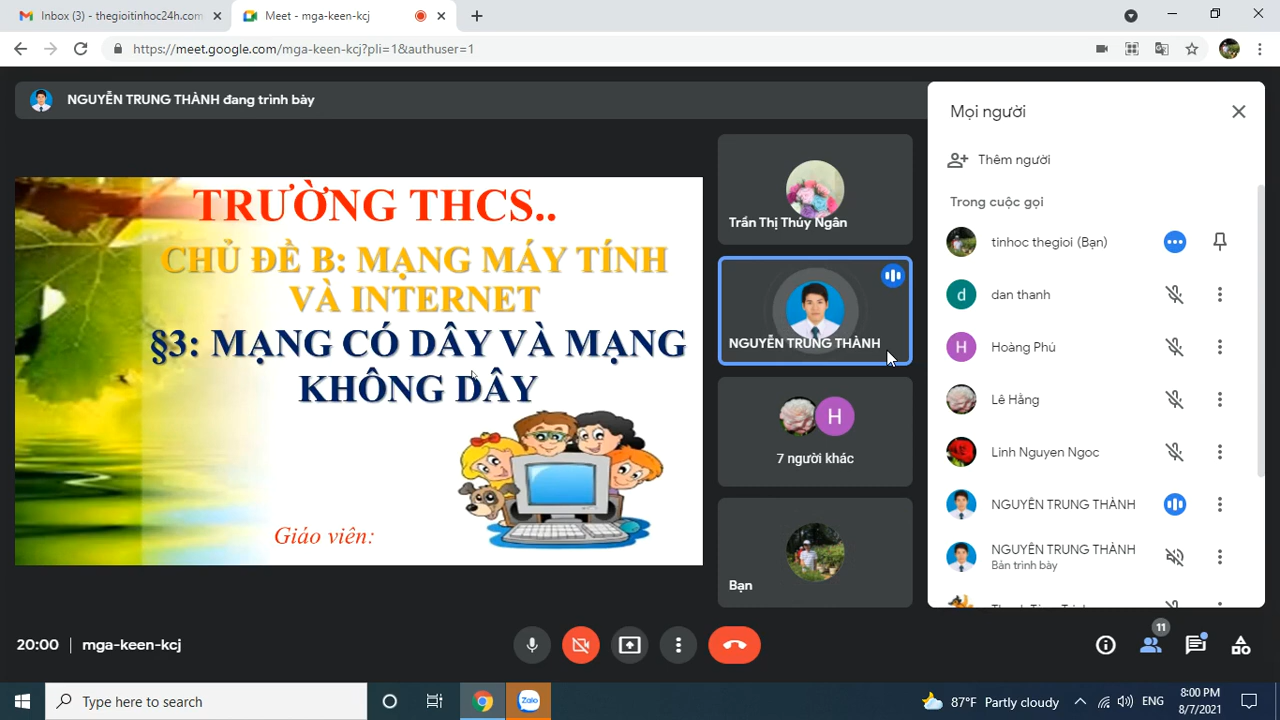 Inbox (3) - thegioitinhoc24h.com
Meet - mga-keen-kcj
https://meet.google.com/mga-keen-kcj?pli=1&authuser=1
NGUYỄN TRUNG THÀNH đang trình bày
TRƯỜNG THCS..
CHỦ ĐỀ B: MẠNG MÁY TÍNH
VÀ INTERNET
§3: MẠNG CÓ DÂY VÀ MẠNG
KHÔNG DÂY
Giáo viên:
Trần Thị Thúy Ngân
NGUYỄN TRUNG THÀNH
H
7 người khác
Bạn
Mọi người
Thêm người
Trong cuộc gọi
tinhoc thegioi (Bạn)
d
dan thanh
H
Hoàng Phú
Lê Hằng
Linh Nguyen Ngoc
NGUYỄN TRUNG THÀNH
NGUYỄN TRUNG THÀNH
Bản trình bày
20:00 | mga-keen-kcj
11
Type here to search
Zalo
87°F Partly cloudy
ENG
8:00 PM
8/7/2021